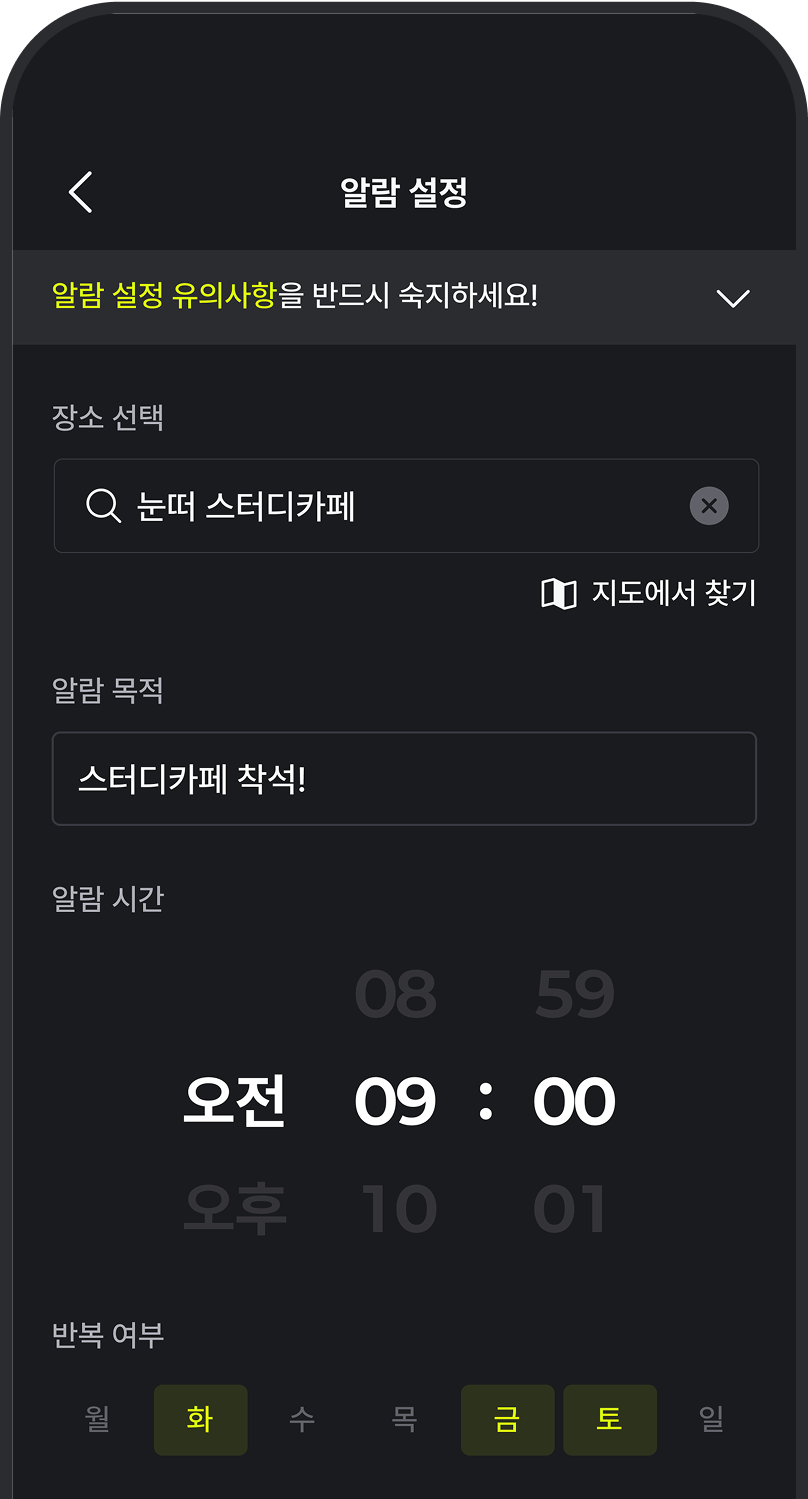 알람 설정
알람 설정 유의사항을 반드시 숙지하세요!
장소 선택
눈떠 스터디카페
지도에서 찾기
알람 목적
스터디카페 착석!
알람 시간
08 59
오전 09 : 00
오후 10 01
반복 여부
월 화 수 목 금 토 일